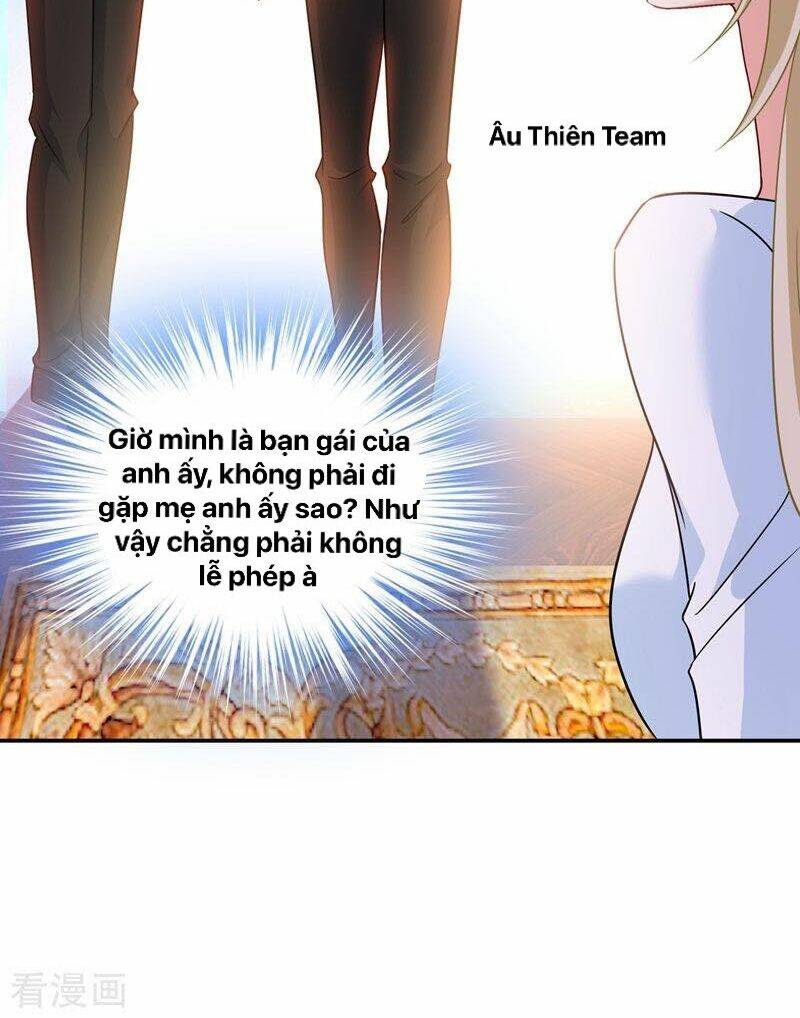 Âu Thiên Team
Giờ mình là bạn gái của
anh ấy, không phải đi
gặp mẹ anh ấy sao? Như
vậy chẳng phải không
lễ phép à
看漫画